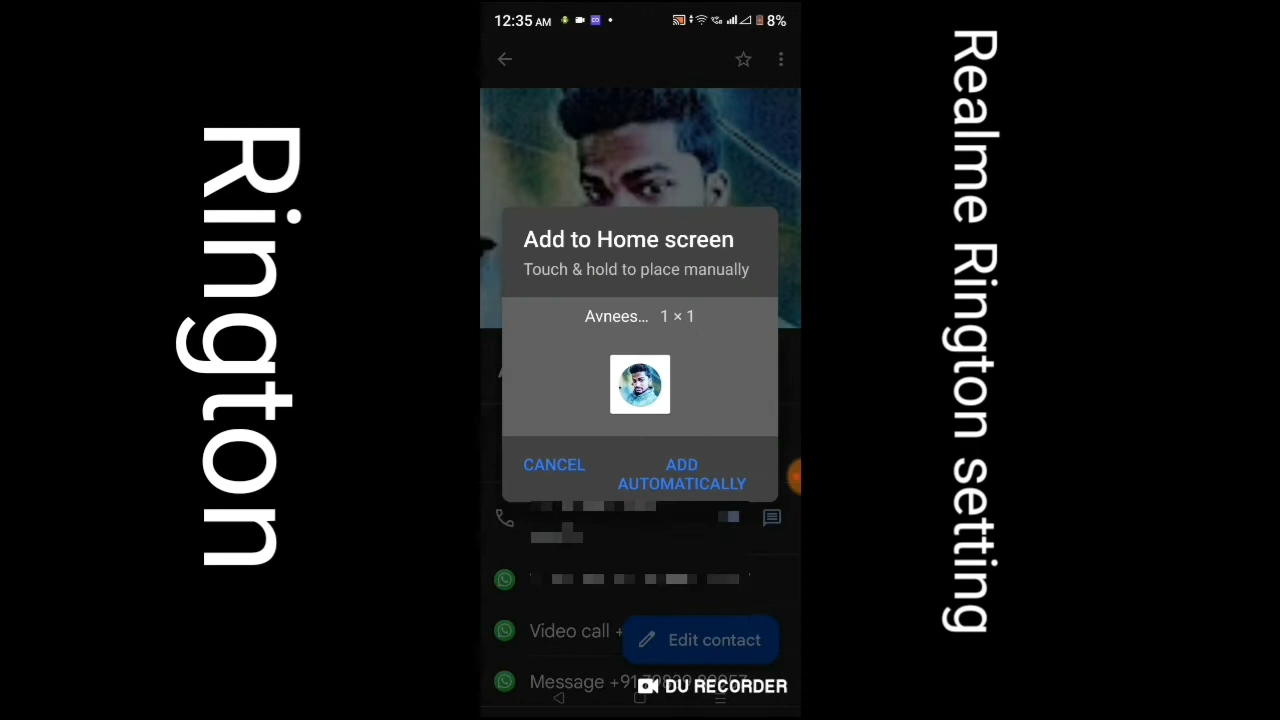 Rington
12:35 AM
8%
Add to Home screen
Touch & hold to place manually
Avnees... 1 × 1
CANCEL
ADD
AUTOMATICALLY
Video call +
Edit contact
Message +91
DU RECORDER
Realme Rington setting